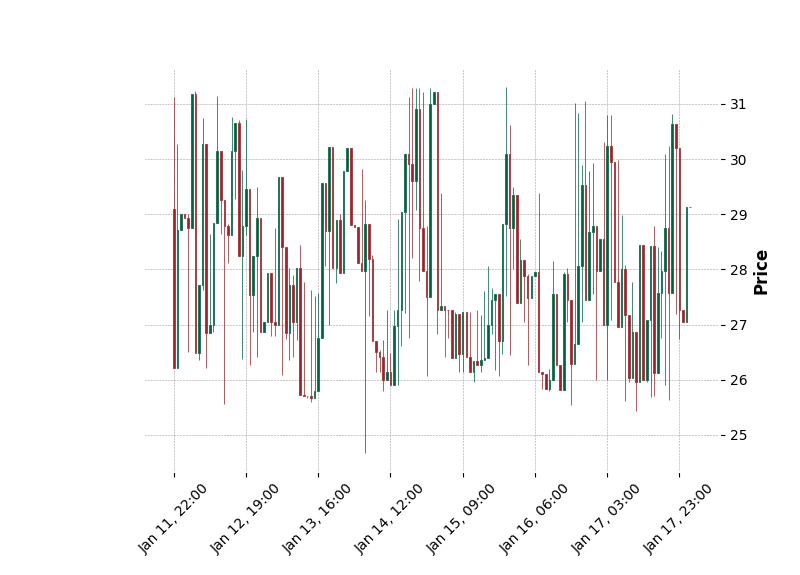 31
30
29
28
27
26
25
Price
Jan 11, 22:00
Jan 12, 19:00
Jan 13, 16:00
Jan 14, 12:00
Jan 15, 09:00
Jan 16, 06:00
Jan 17, 03:00
Jan 17, 23:00